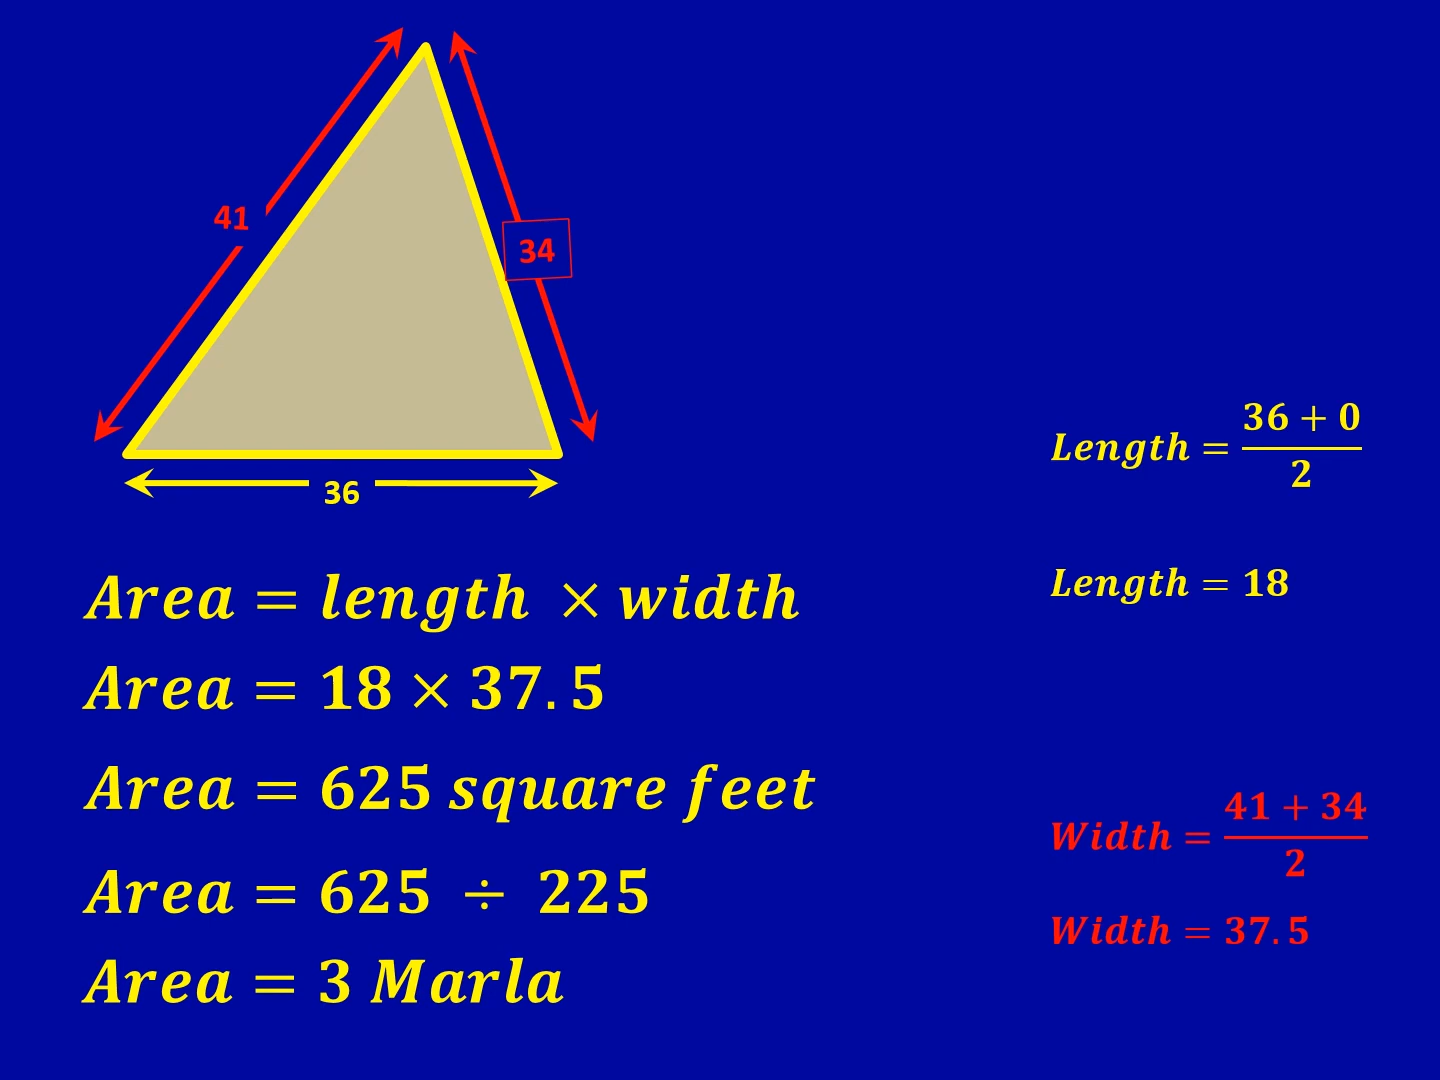 41
34
36
Length = 36 + 0 / 2
Length = 18
Area = length × width
Area = 18 × 37.5
Area = 625 square feet
Area = 625 ÷ 225
Area = 3 Marla
Width = 41 + 34 / 2
Width = 37.5